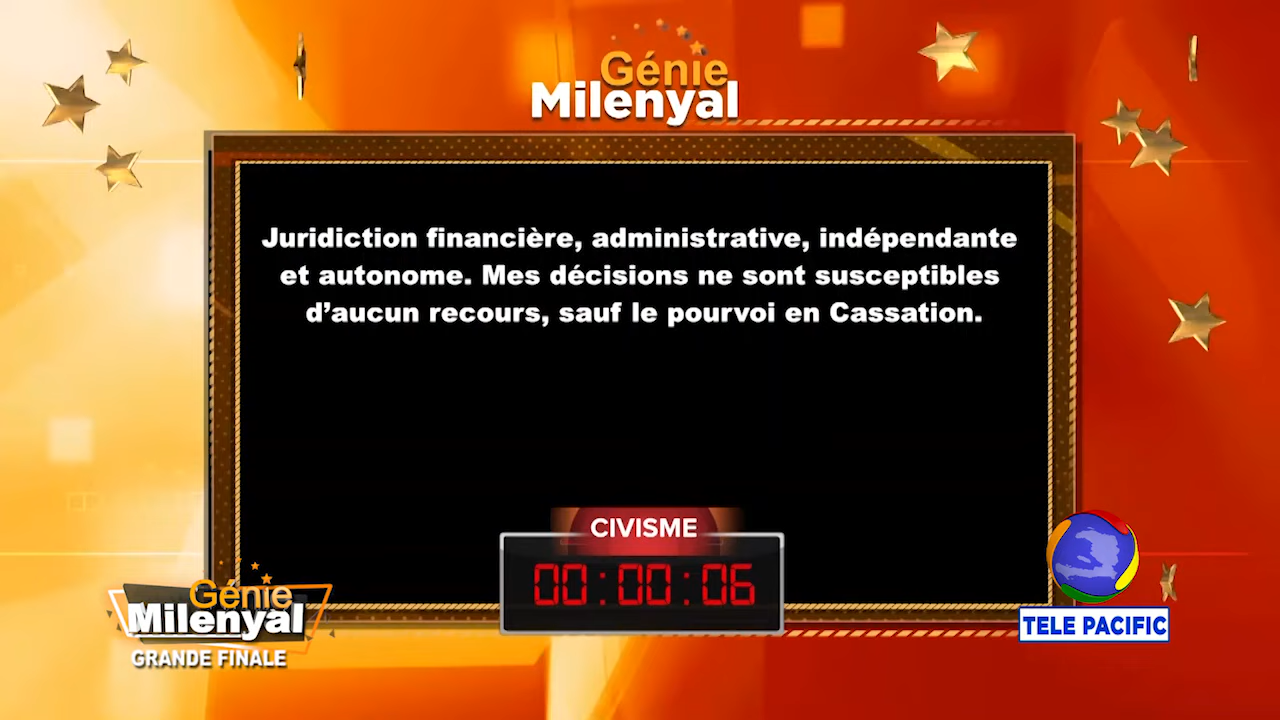 Génie
Milenyal
Juridiction financière, administrative, indépendante
et autonome. Mes décisions ne sont susceptibles
d’aucun recours, sauf le pourvoi en Cassation.
CIVISME
00:00:06
Génie
Milenyal
GRANDE FINALE
TELE PACIFIC